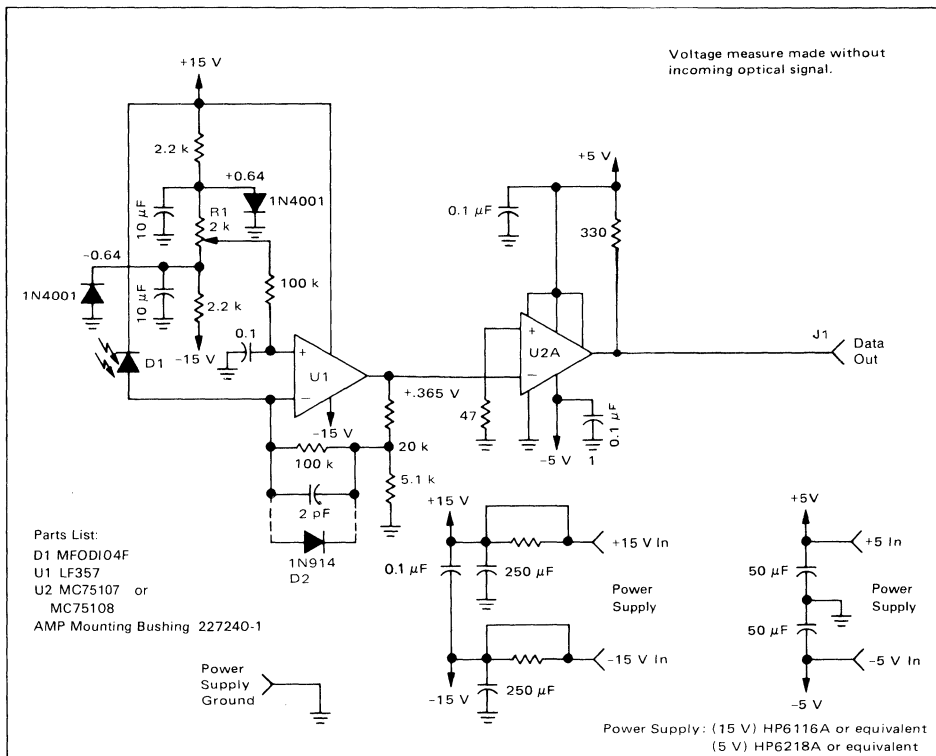 Voltage measure made without
incoming optical signal.
+15 V
2.2 k
+0.64
1N4001
10 µF
R1
2 k
-0.64
1N4001
10 µF
2.2 k
100 k
-15 V
0.1
D1
+
U1
−
-15 V
+.365 V
20 k
100 k
5.1 k
2 pF
1N914
D2
+5 V
0.1 µF
330
+
U2A
−
47
-5 V
1
0.1 µF
J1
Data
Out
Parts List:
D1 MFODI04F
U1 LF357
U2 MC75107 or
MC75108
AMP Mounting Bushing 227240-1
+15 V
+15 V In
0.1 µF
250 µF
Power
Supply
-15 V In
-15 V
250 µF
+5V
+5 In
50 µF
Power
Supply
50 µF
-5 V In
-5 V
Power
Supply
Ground
Power Supply: (15 V) HP6116A or equivalent
(5 V) HP6218A or equivalent